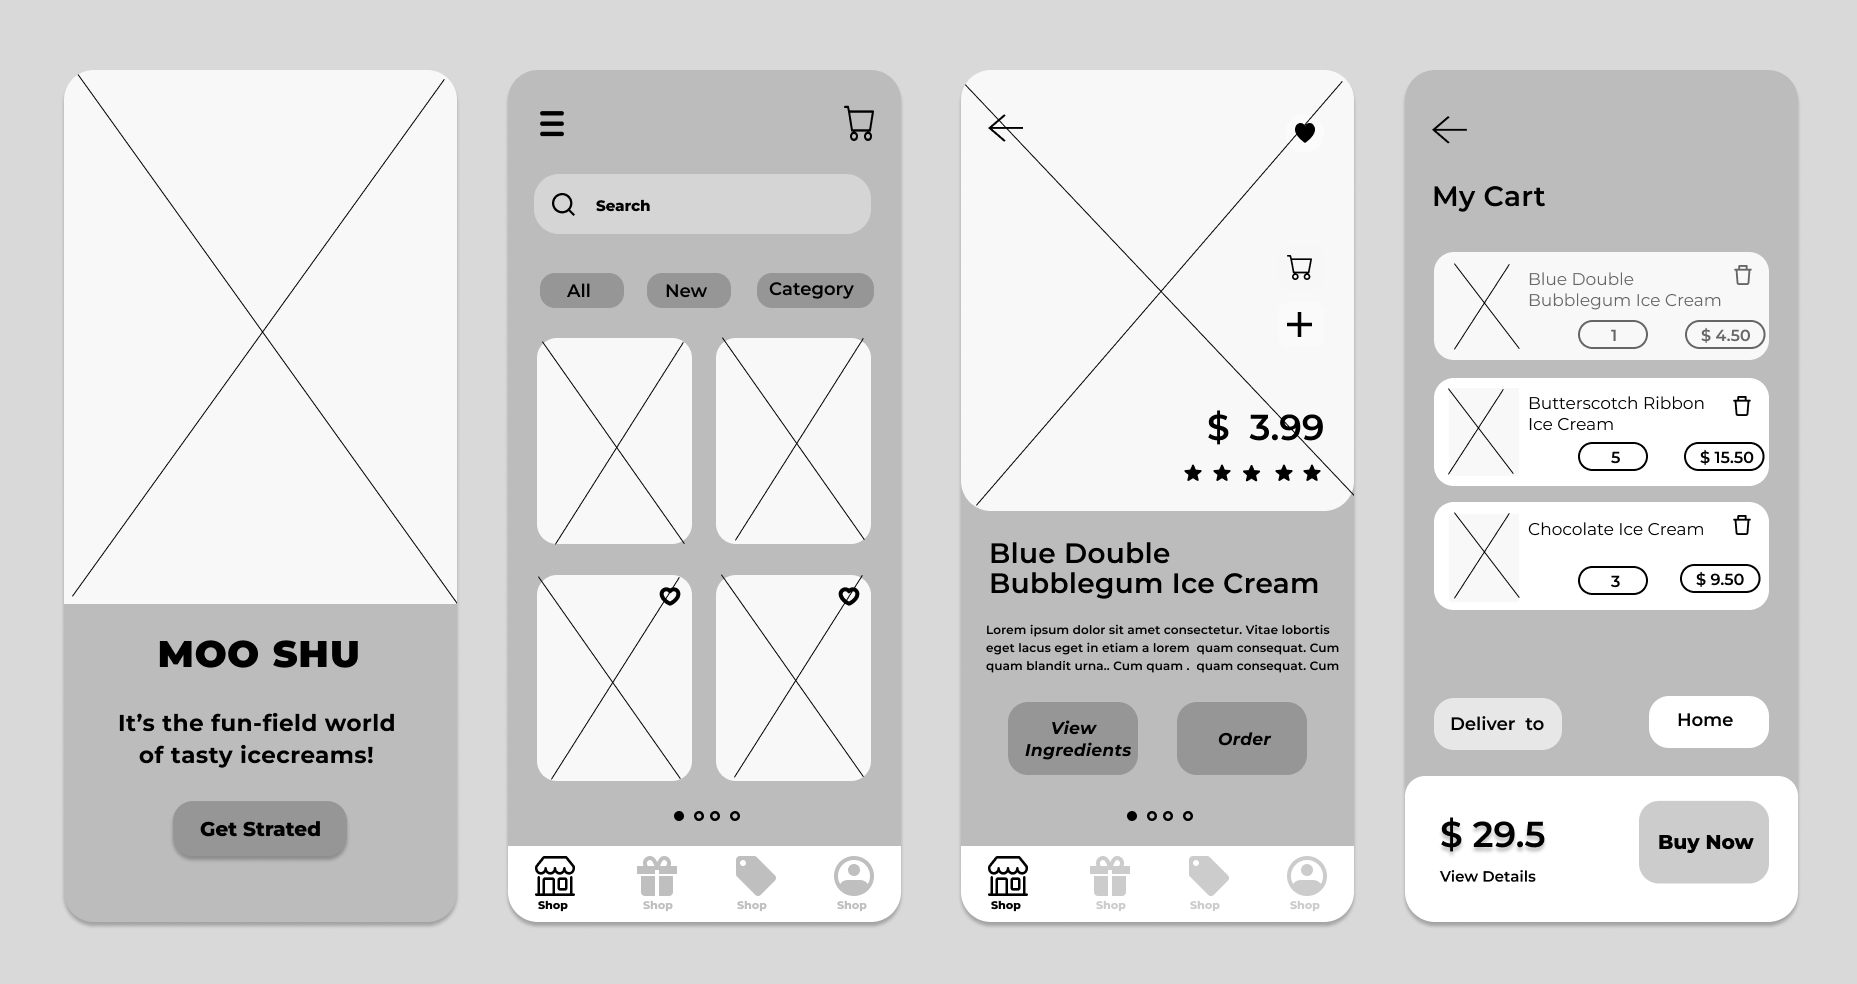 MOO SHU
It’s the fun-field world
of tasty icecreams!
Get Strated
Search
All
New
Category
Shop
Shop
Shop
Shop
$ 3.99
Blue Double
Bubblegum Ice Cream
Lorem ipsum dolor sit amet consectetur. Vitae lobortis
eget lacus eget in etiam a lorem quam consequat. Cum
quam blandit urna.. Cum quam . quam consequat. Cum
View
Ingredients
Order
Shop
Shop
Shop
Shop
My Cart
Blue Double
Bubblegum Ice Cream
1
$ 4.50
Butterscotch Ribbon
Ice Cream
5
$ 15.50
Chocolate Ice Cream
3
$ 9.50
Deliver to
Home
$ 29.5
View Details
Buy Now